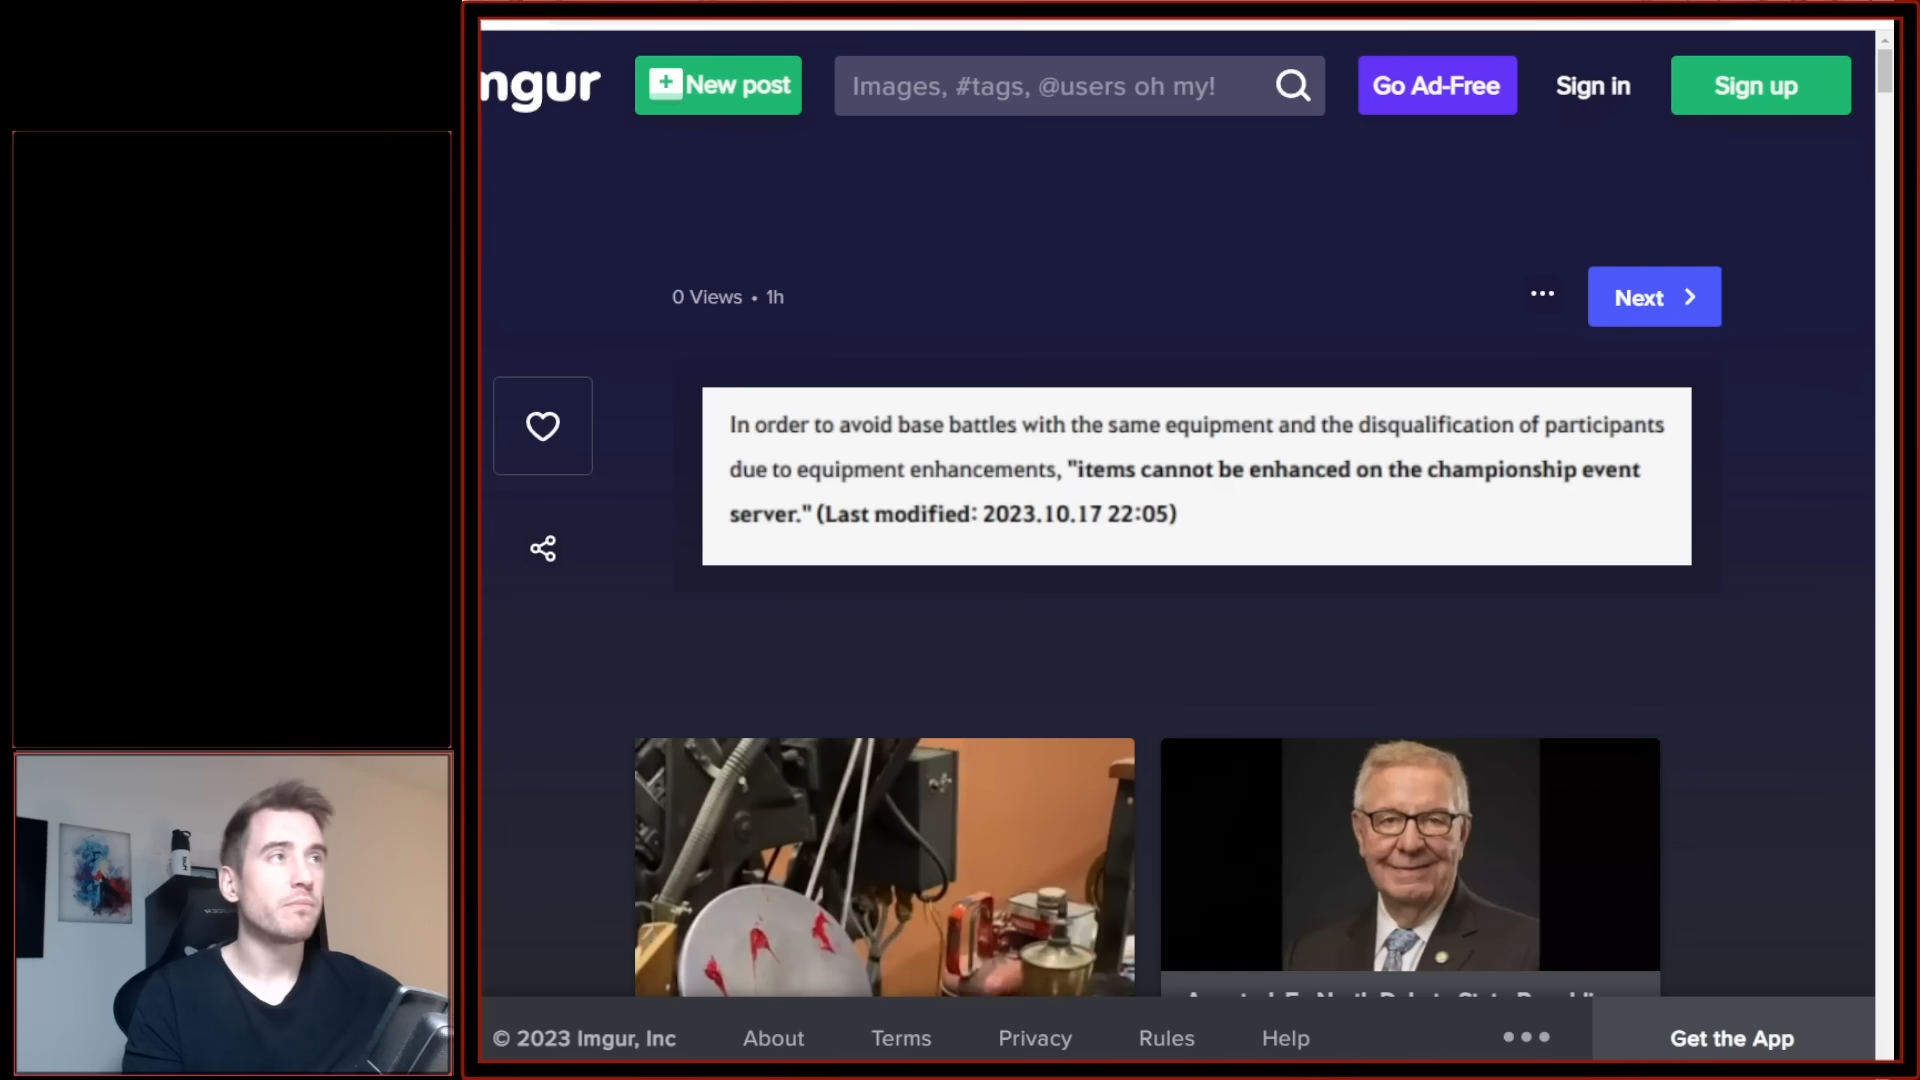 mgur
New post
Images, #tags, @users oh my!
Go Ad-Free
Sign in
Sign up
0 Views • 1h
Next
In order to avoid base battles with the same equipment and the disqualification of participants
due to equipment enhancements, "items cannot be enhanced on the championship event
server." (Last modified: 2023.10.17 22:05)
© 2023 Imgur, Inc
About
Terms
Privacy
Rules
Help
Get the App